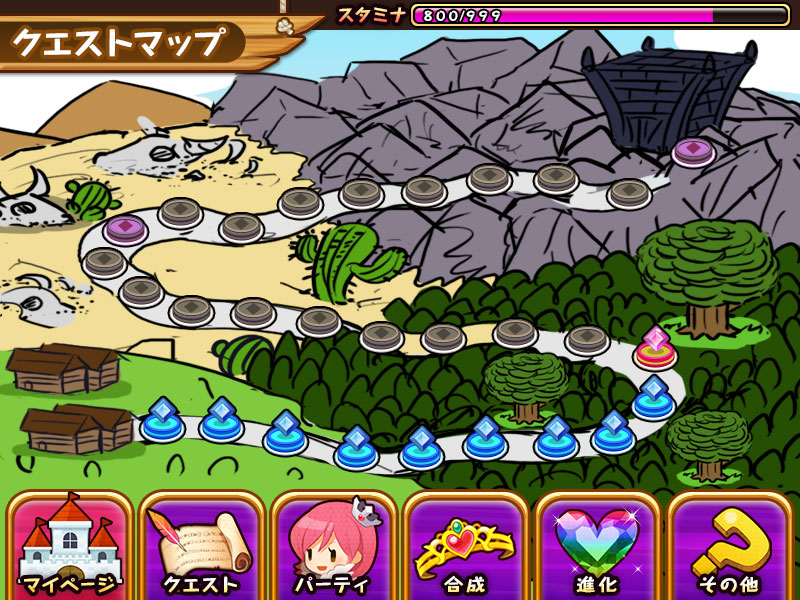 スタミナ 800/999
クエストマップ
マイページ
クエスト
パーティ
合成
進化
その他